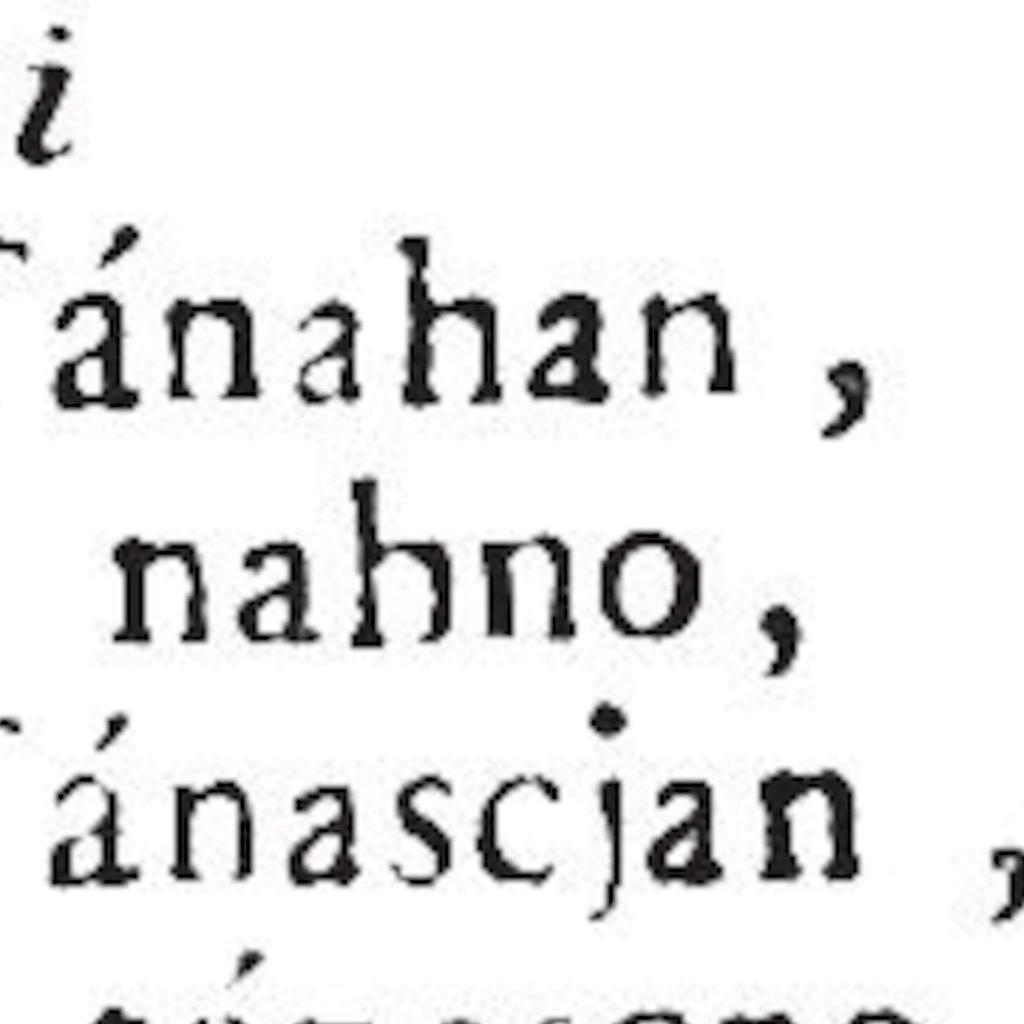 i
ánahan ,
nahno,
ánascjan ,